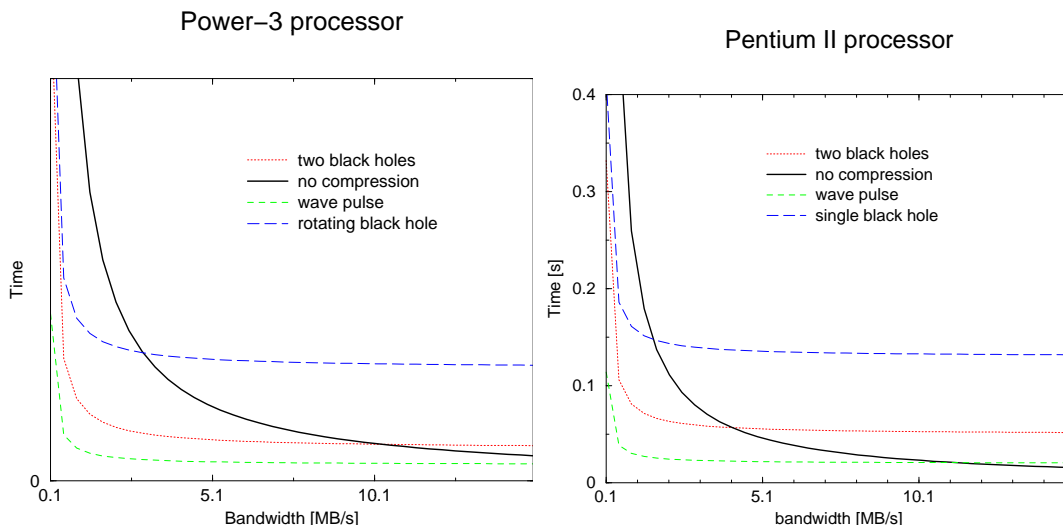 Power−3 processor
two black holes
no compression
wave pulse
rotating black hole
Time
0
0.1
5.1
10.1
Bandwidth [MB/s]
Pentium II processor
0.4
0.3
0.2
0.1
0
two black holes
no compression
wave pulse
single black hole
Time [s]
0.1
5.1
10.1
bandwidth [MB/s]